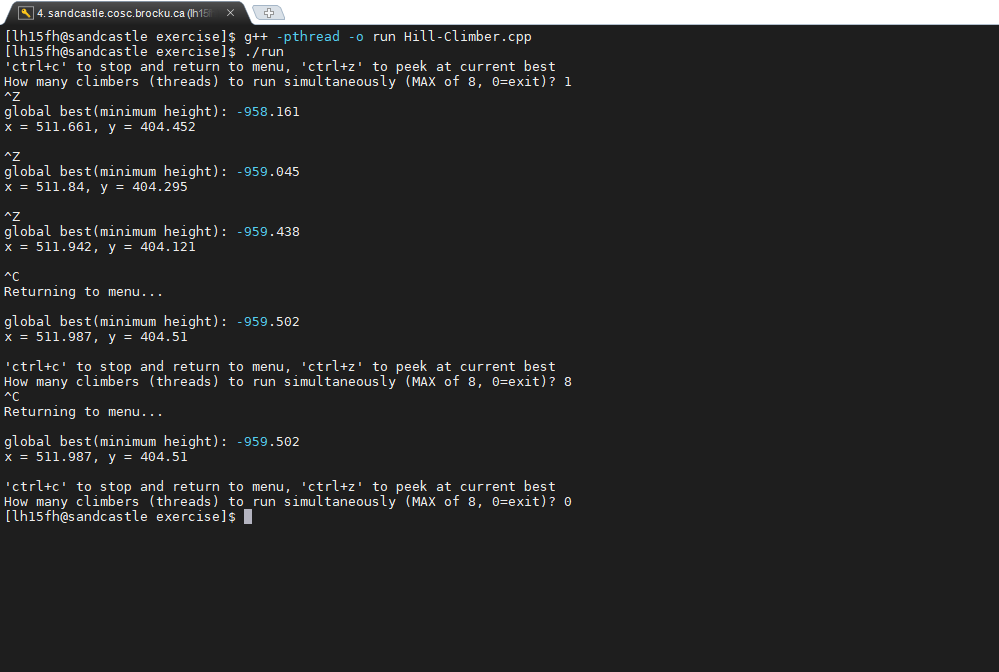 4. sandcastle.cosc.brocku.ca (lh15
[lh15fh@sandcastle exercise]$ g++ -pthread -o run Hill-Climber.cpp
[lh15fh@sandcastle exercise]$ ./run
'ctrl+c' to stop and return to menu, 'ctrl+z' to peek at current best
How many climbers (threads) to run simultaneously (MAX of 8, 0=exit)? 1
^Z
global best(minimum height): -958.161
x = 511.661, y = 404.452
^Z
global best(minimum height): -959.045
x = 511.84, y = 404.295
^Z
global best(minimum height): -959.438
x = 511.942, y = 404.121
^C
Returning to menu...
global best(minimum height): -959.502
x = 511.987, y = 404.51
'ctrl+c' to stop and return to menu, 'ctrl+z' to peek at current best
How many climbers (threads) to run simultaneously (MAX of 8, 0=exit)? 8
^C
Returning to menu...
global best(minimum height): -959.502
x = 511.987, y = 404.51
'ctrl+c' to stop and return to menu, 'ctrl+z' to peek at current best
How many climbers (threads) to run simultaneously (MAX of 8, 0=exit)? 0
[lh15fh@sandcastle exercise]$